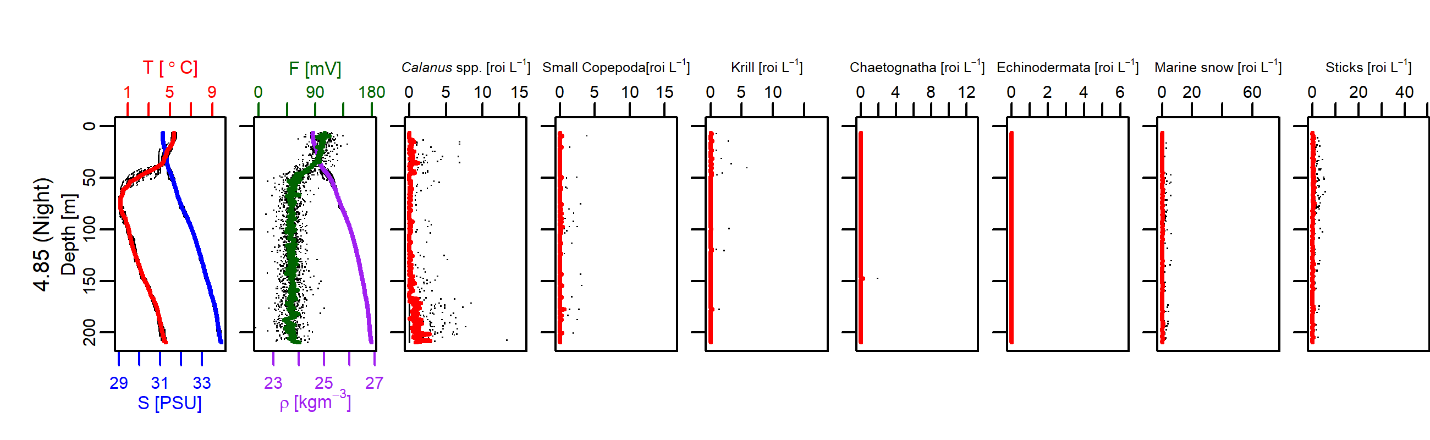 T [ ° C]
F [mV]
Calanus spp. [roi L⁻¹]
Small Copepoda[roi L⁻¹]
Krill [roi L⁻¹]
Chaetognatha [roi L⁻¹]
Echinodermata [roi L⁻¹]
Marine snow [roi L⁻¹]
Sticks [roi L⁻¹]
1 5 9
0 90 180
0 5 10 15
0 5 10
0 5 10
0 4 8 12
0 2 4 6
0 20 60
0 20 40
4.85 (Night)
Depth [m]
0
50
100
150
200
29 31 33
23 25 27
S [PSU]
ρ [kgm⁻³]